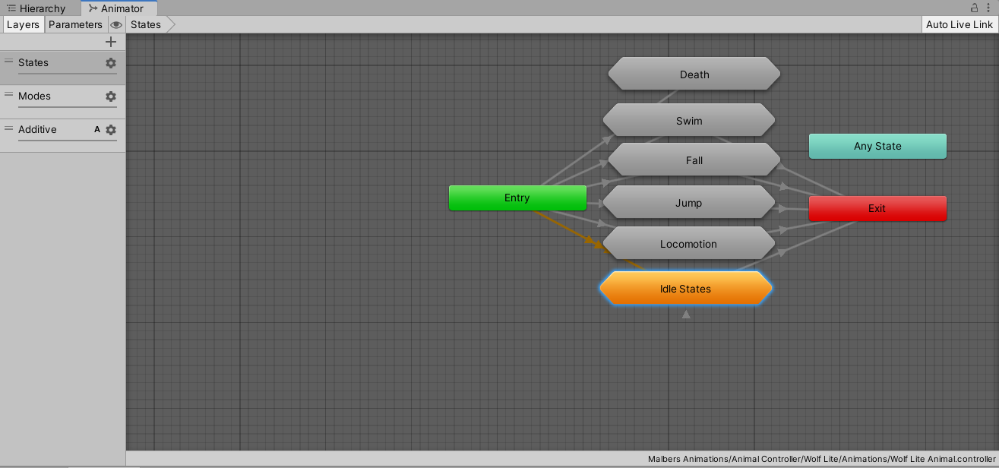 Hierarchy
Animator
Layers
Parameters
States
Auto Live Link
States
Modes
Additive A
Death
Swim
Any State
Fall
Entry
Jump
Exit
Locomotion
Idle States
Malbers Animations/Animal Controller/Wolf Lite/Animations/Wolf Lite Animal.controller